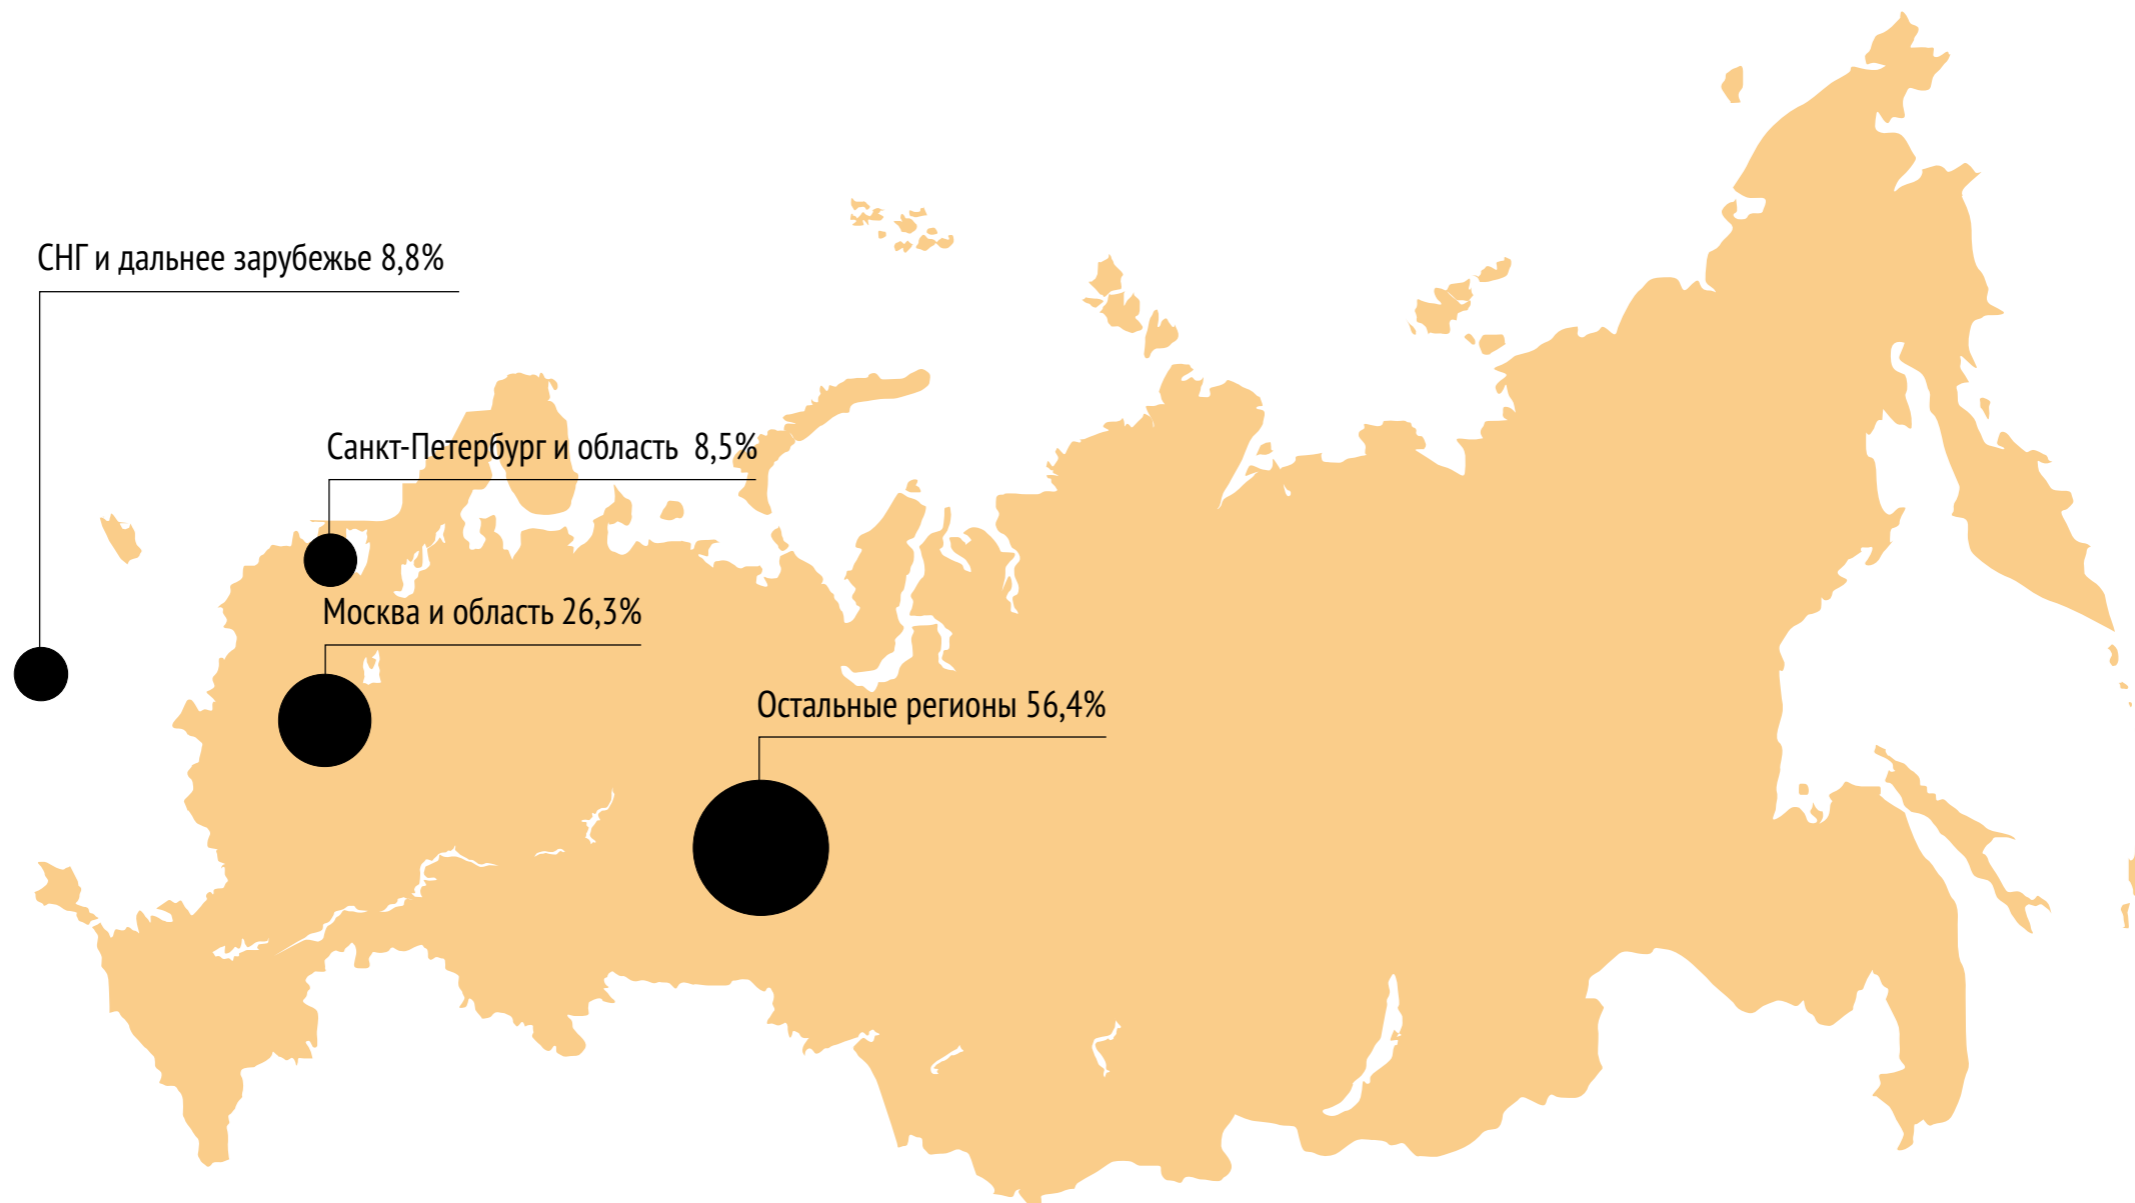 СНГ и дальнее зарубежье 8,8%
Санкт-Петербург и область 8,5%
Москва и область 26,3%
Остальные регионы 56,4%